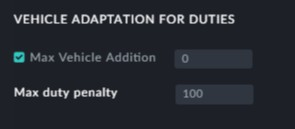 VEHICLE ADAPTATION FOR DUTIES
Max Vehicle Addition 0
Max duty penalty 100